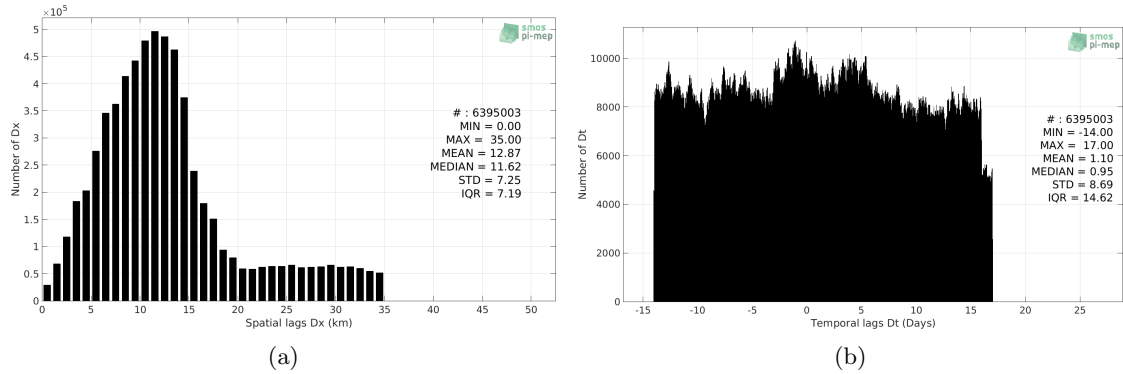 ×10⁵
5
4.5
4
3.5
3
2.5
2
1.5
1
0.5
0
0 5 10 15 20 25 30 35 40 45 50
Number of Dx
Spatial lags Dx (km)
smos
pi-mep
# : 6395003
MIN = 0.00
MAX = 35.00
MEAN = 12.87
MEDIAN = 11.62
STD = 7.25
IQR = 7.19
(a)
10000
8000
6000
4000
2000
0
-15 -10 -5 0 5 10 15 20 25
Number of Dt
Temporal lags Dt (Days)
smos
pi-mep
# : 6395003
MIN = -14.00
MAX = 17.00
MEAN = 1.10
MEDIAN = 0.95
STD = 8.69
IQR = 14.62
(b)